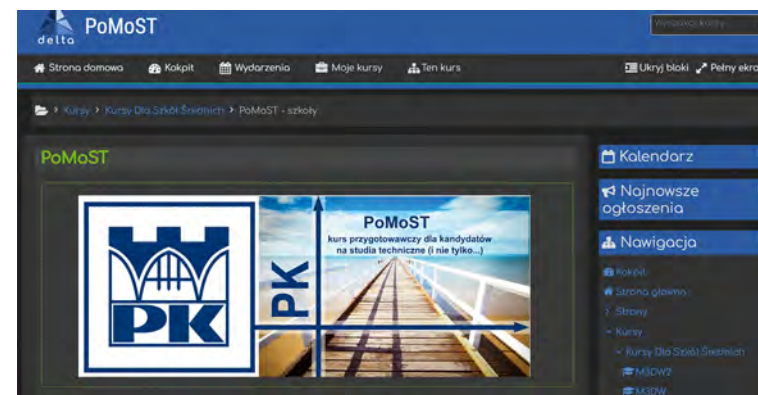 delta
PoMoST
Wyszukaj kursy
Strona domowa Kokpit Wydarzenia Moje kursy Ten kurs Ukryj bloki Pełny ekra
Kursy Kursy Dla Szkół Średnich PoMoST - szkoły
PoMoST
PK
PK
PoMoST
kurs przygotowawczy dla kandydatów
na studia techniczne (i nie tylko...)
Kalendarz
Najnowsze
ogłoszenia
Nawigacja
Kokpit
Strona główna
Strony
Kursy
Kursy Dla Szkół Średnich
M3DW2
M3DW